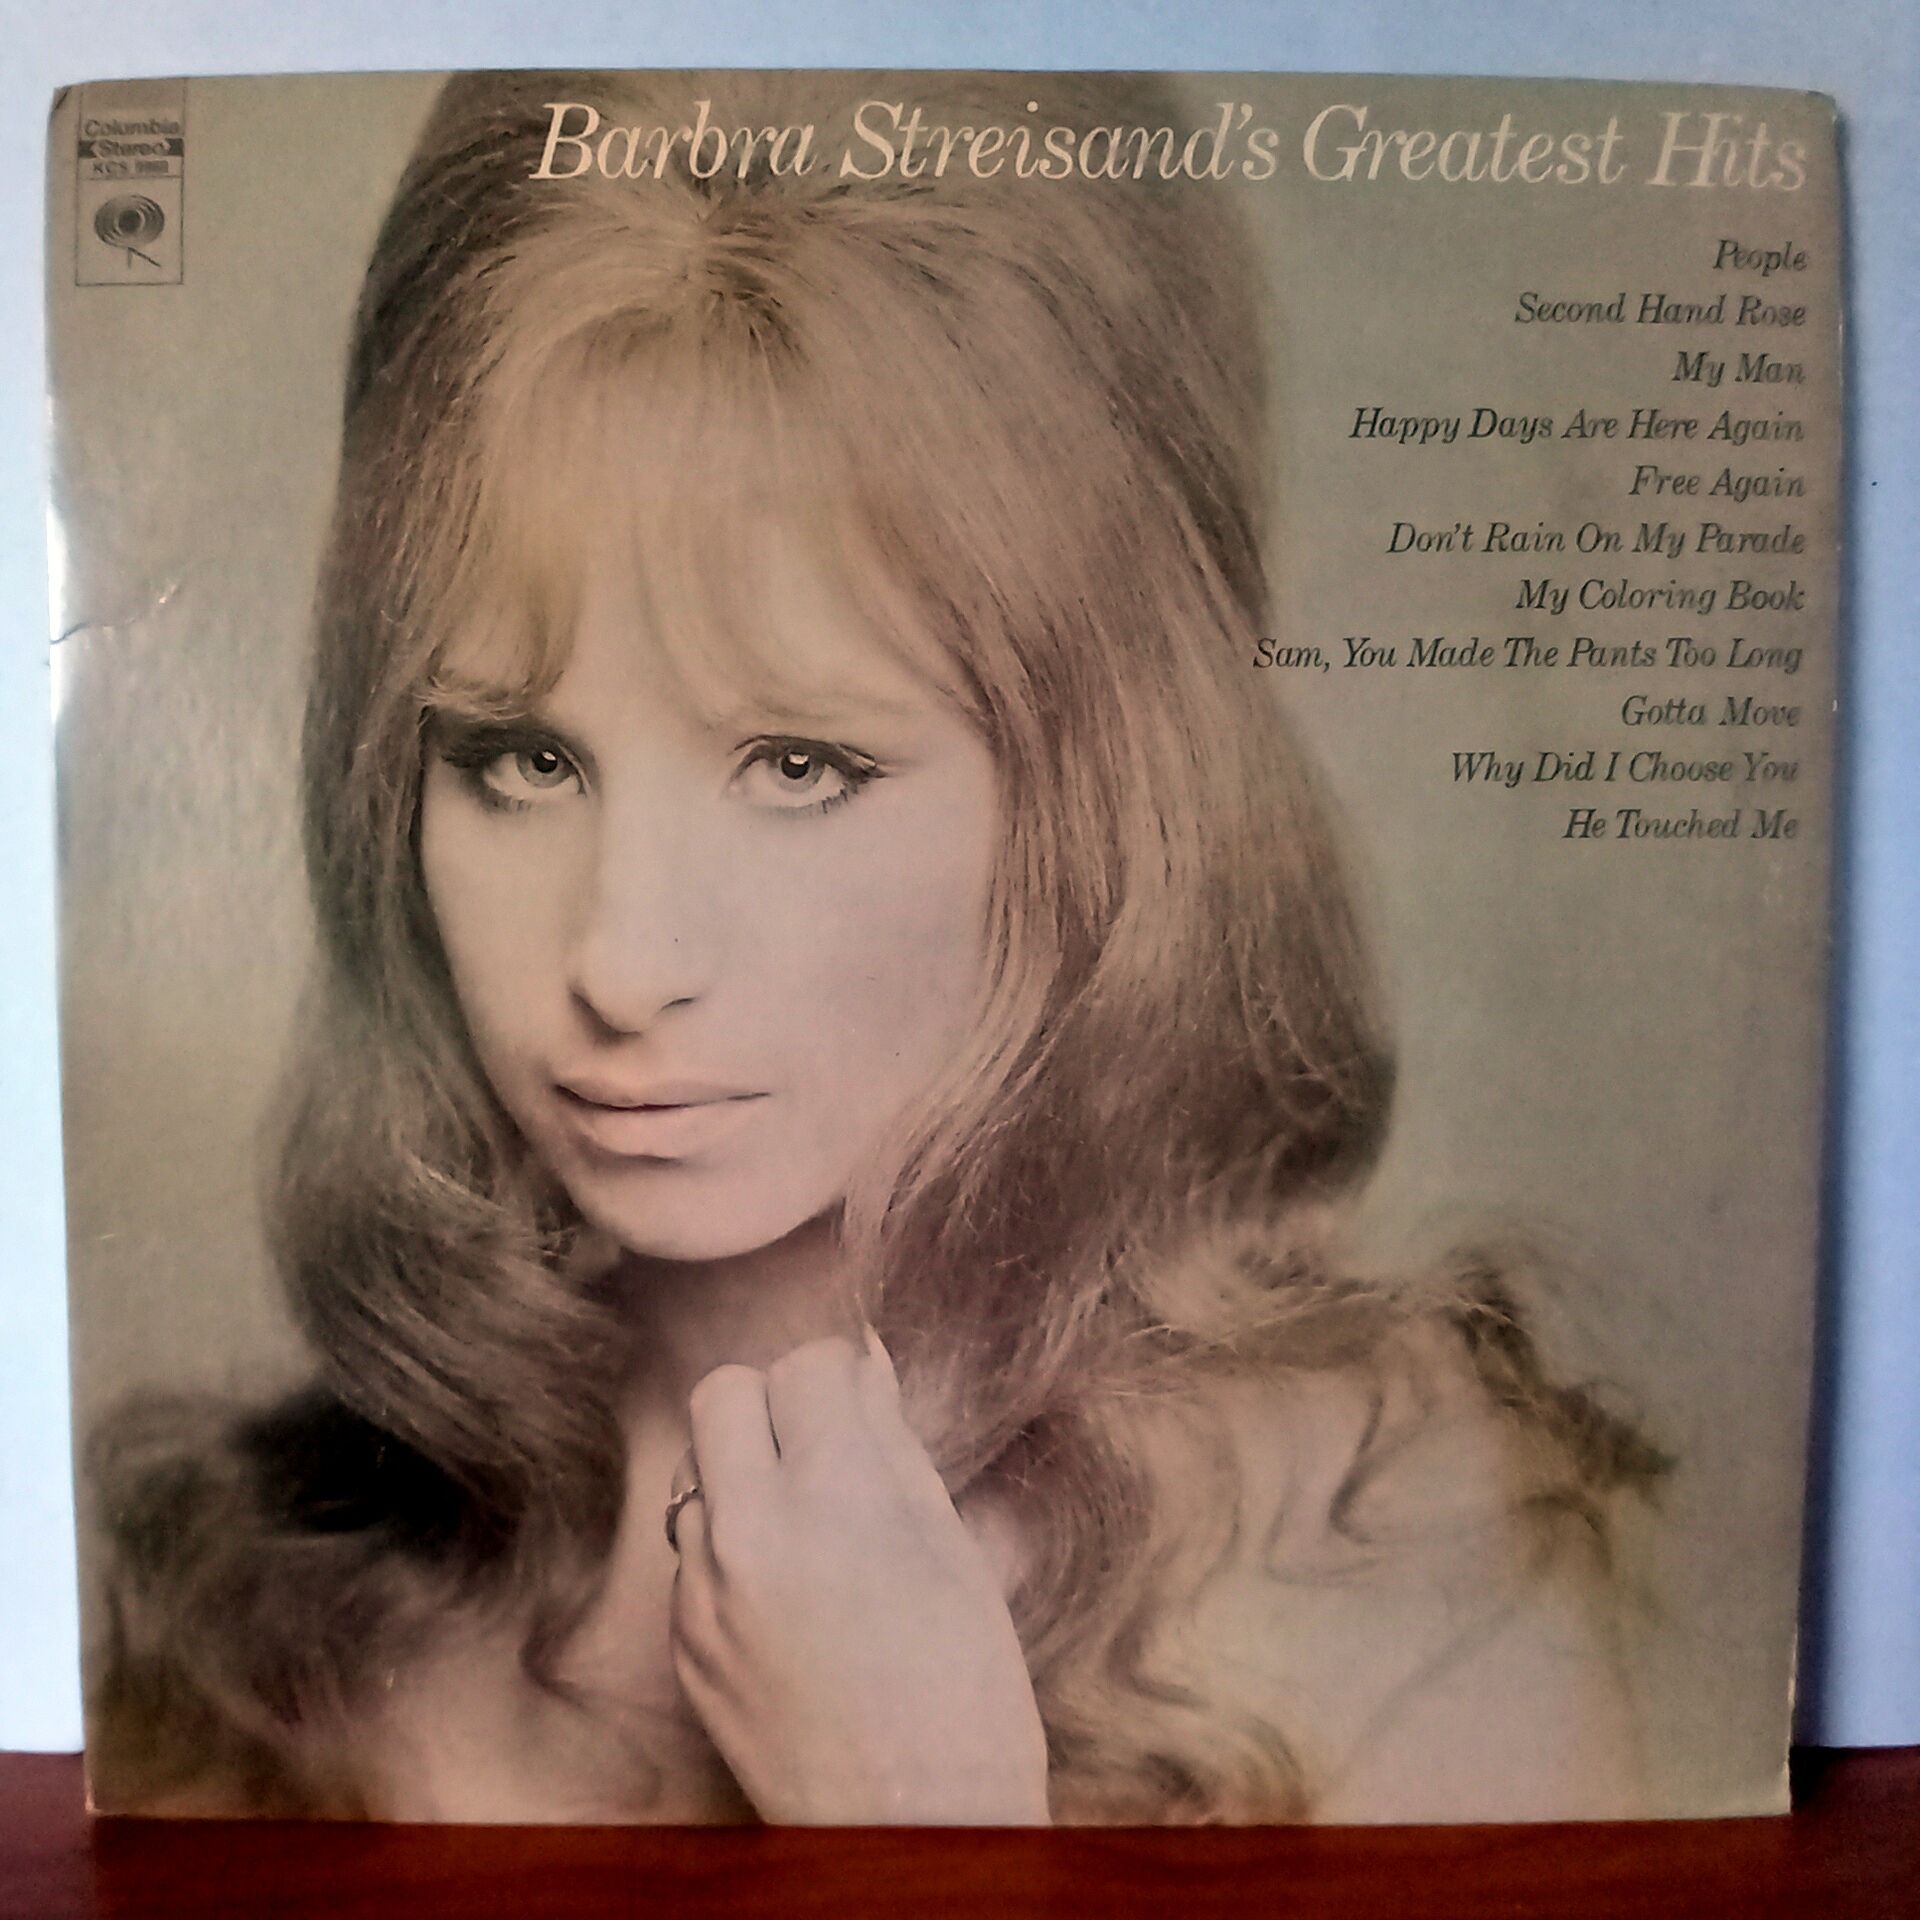 Columbia
Stereo
KCS 9968
Barbra Streisand's Greatest Hits
People
Second Hand Rose
My Man
Happy Days Are Here Again
Free Again
Don't Rain On My Parade
My Coloring Book
Sam, You Made The Pants Too Long
Gotta Move
Why Did I Choose You
He Touched Me